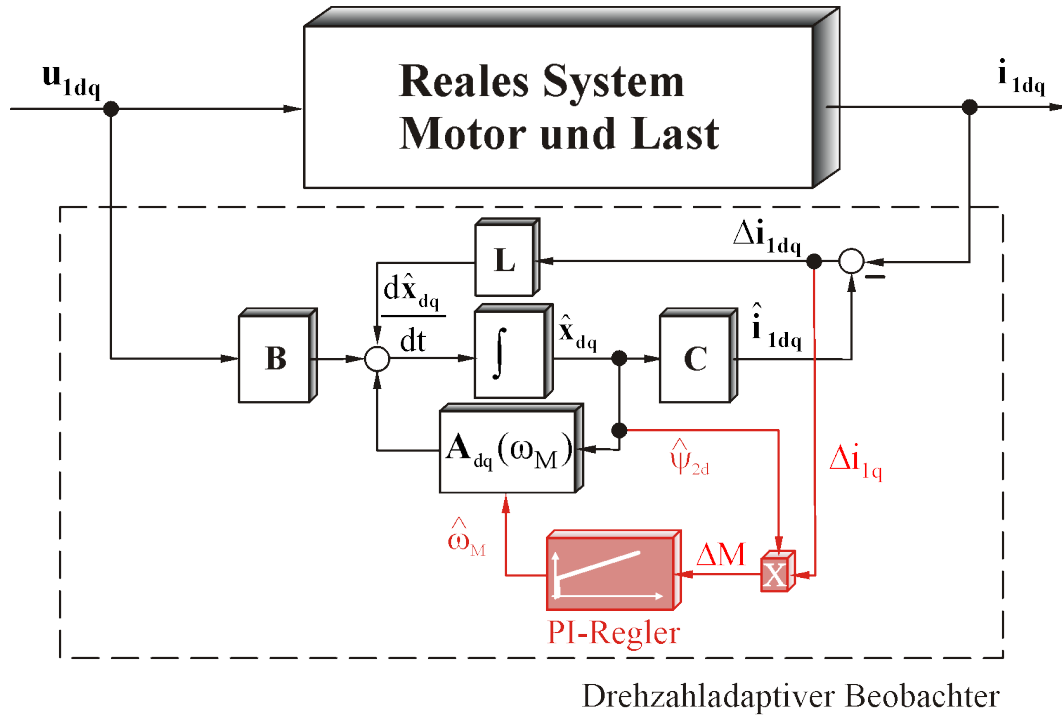 u1dq
Reales System
Motor und Last
i1dq
L
Δi1dq
−
dx̂dq
dt
B
∫
x̂dq
C
î1dq
Adq(ωM)
ψ̂2d
Δi1q
ω̂M
ΔM
X
PI-Regler
Drehzahladaptiver Beobachter